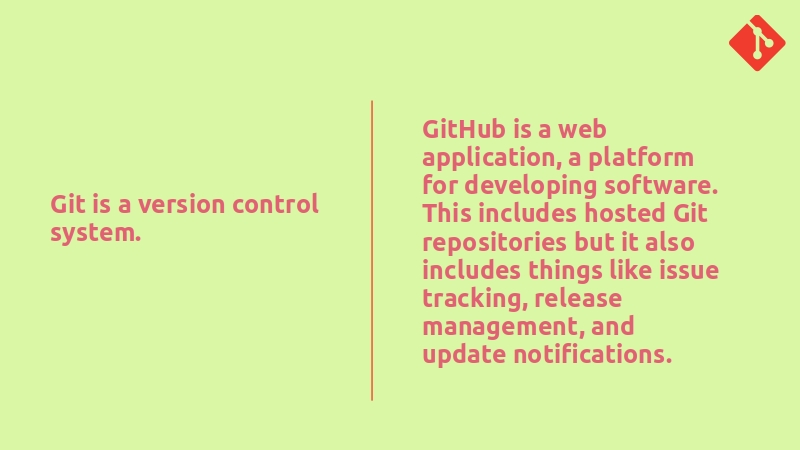 Git is a version control
system.
GitHub is a web
application, a platform
for developing software.
This includes hosted Git
repositories but it also
includes things like issue
tracking, release
management, and
update notifications.